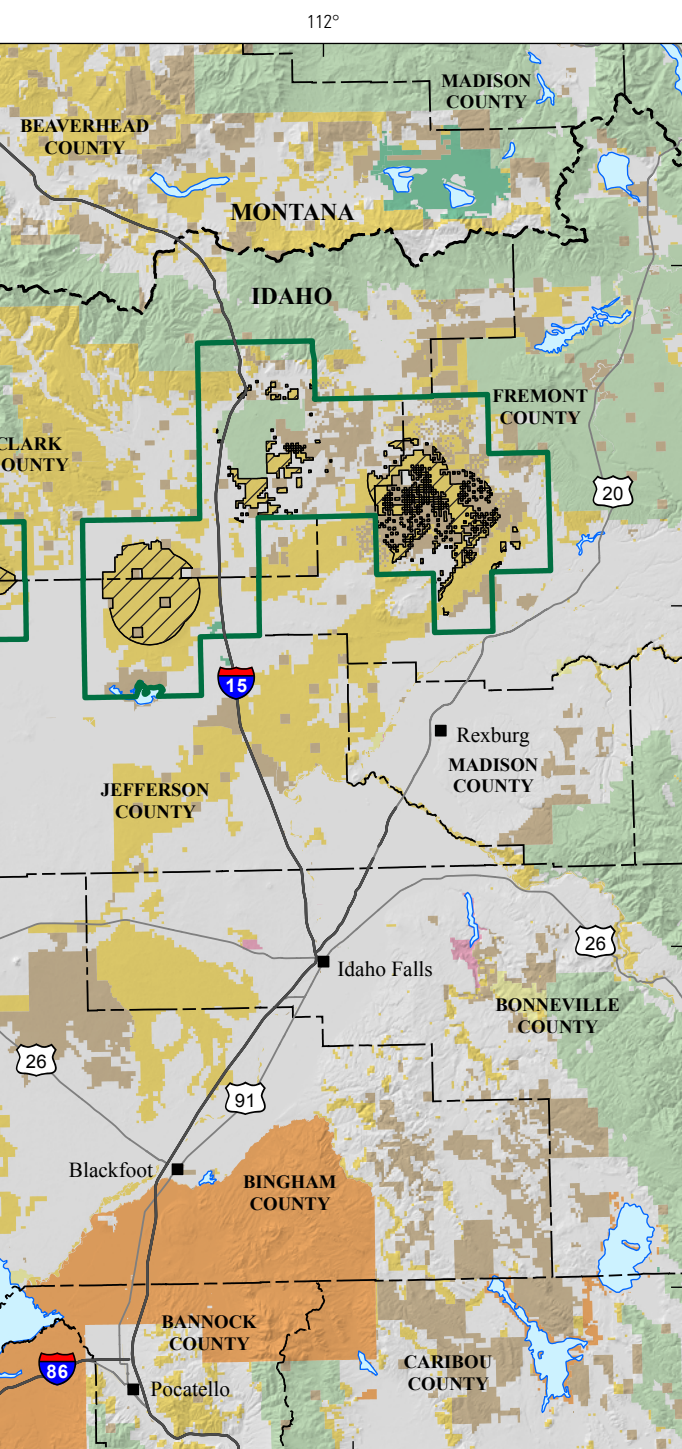 112°
MADISON
COUNTY
BEAVERHEAD
COUNTY
MONTANA
IDAHO
FREMONT
COUNTY
CLARK
OUNTY
20
15
Rexburg
MADISON
COUNTY
JEFFERSON
COUNTY
26
Idaho Falls
BONNEVILLE
COUNTY
26
91
Blackfoot
BINGHAM
COUNTY
BANNOCK
COUNTY
CARIBOU
COUNTY
86
Pocatello